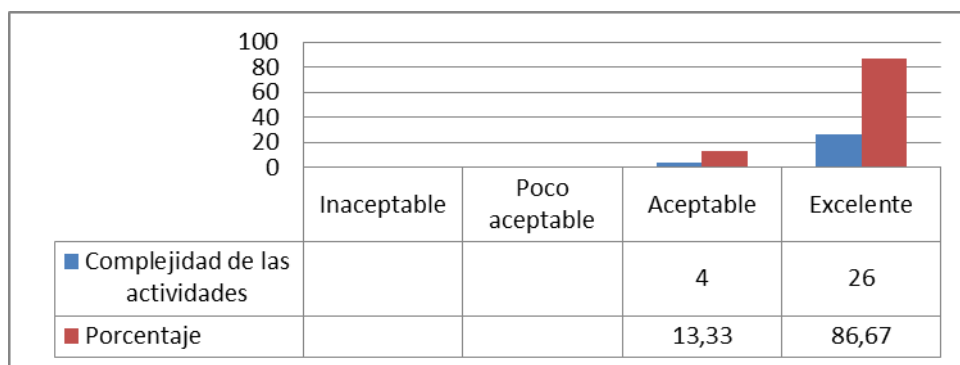 100
80
60
40
20
0
Inaceptable
Poco
aceptable
Aceptable
Excelente
Complejidad de las
actividades
4
26
Porcentaje
13,33
86,67